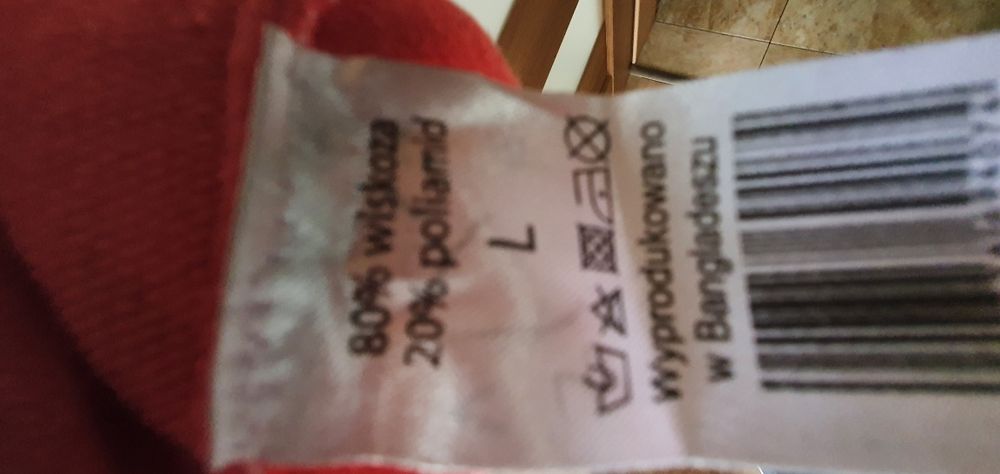 80% wiskoza
20% poliamid
L
Wyprodukowano
w Bangladeszu